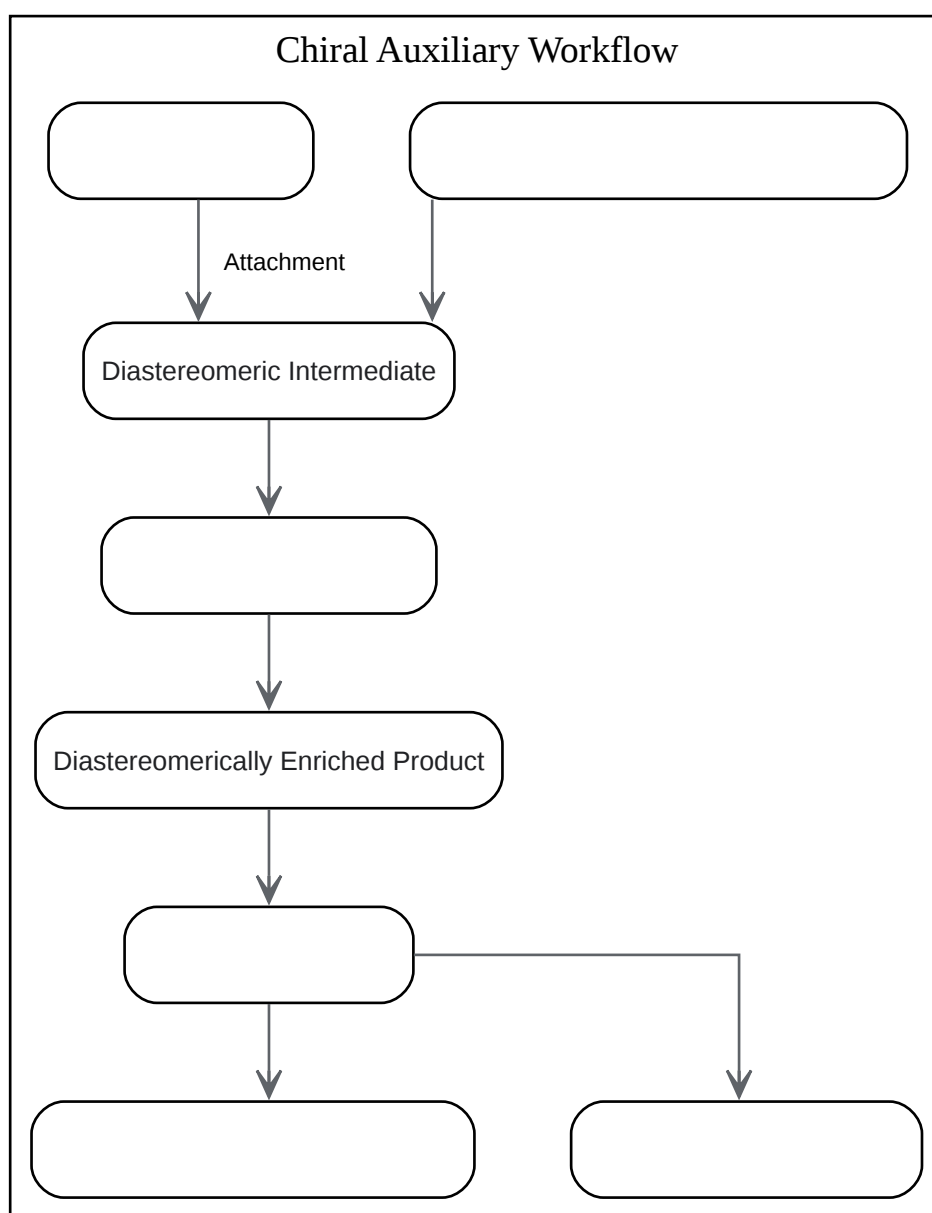 Chiral Auxiliary Workflow
Attachment
Diastereomeric Intermediate
Diastereomerically Enriched Product